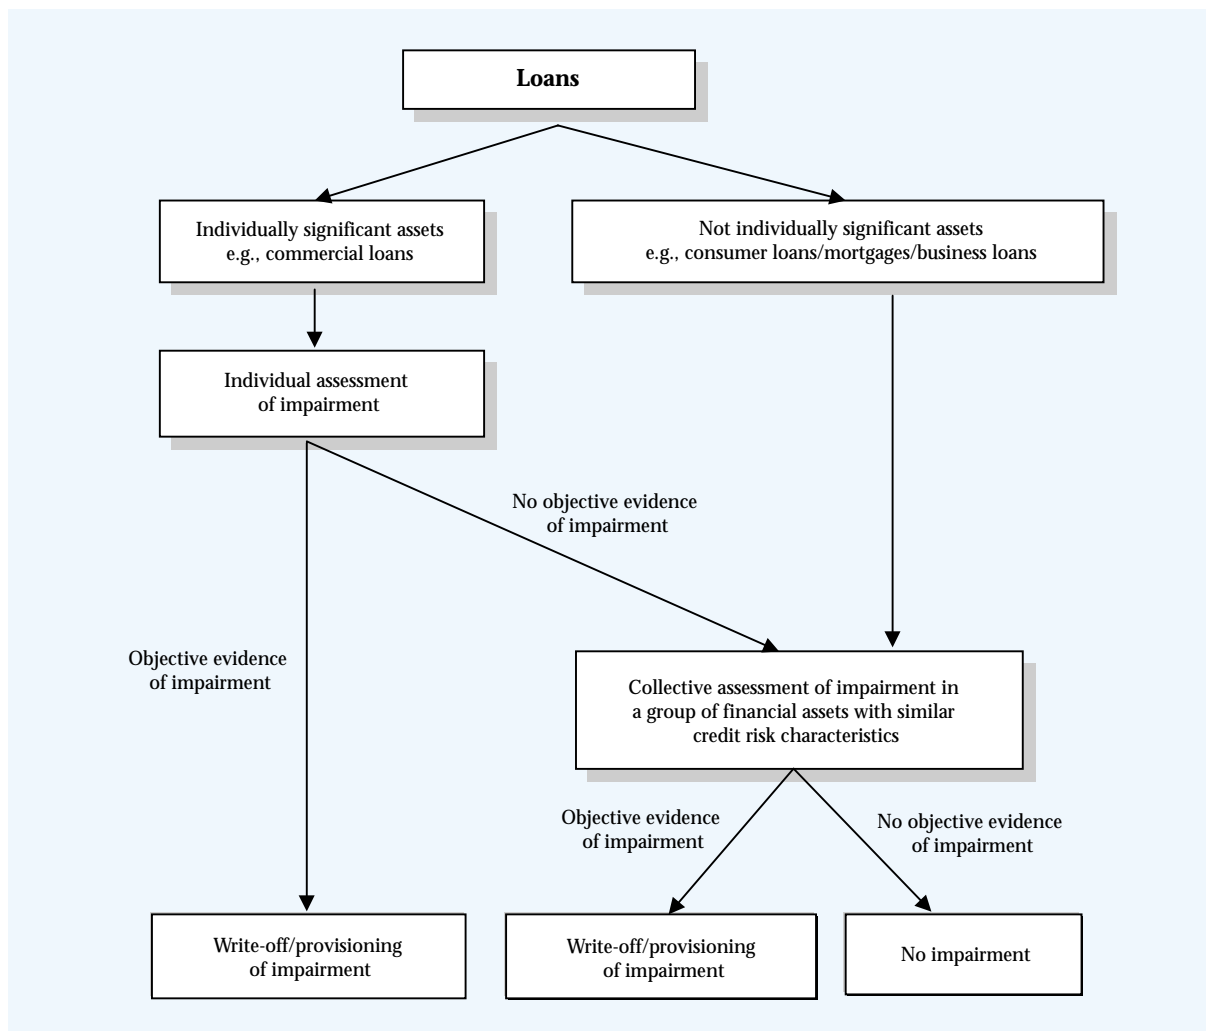 Loans
Individually significant assets
e.g., commercial loans
Not individually significant assets
e.g., consumer loans/mortgages/business loans
Individual assessment
of impairment
No objective evidence
of impairment
Objective evidence
of impairment
Collective assessment of impairment in
a group of financial assets with similar
credit risk characteristics
Objective evidence
of impairment
No objective evidence
of impairment
Write-off/provisioning
of impairment
Write-off/provisioning
of impairment
No impairment